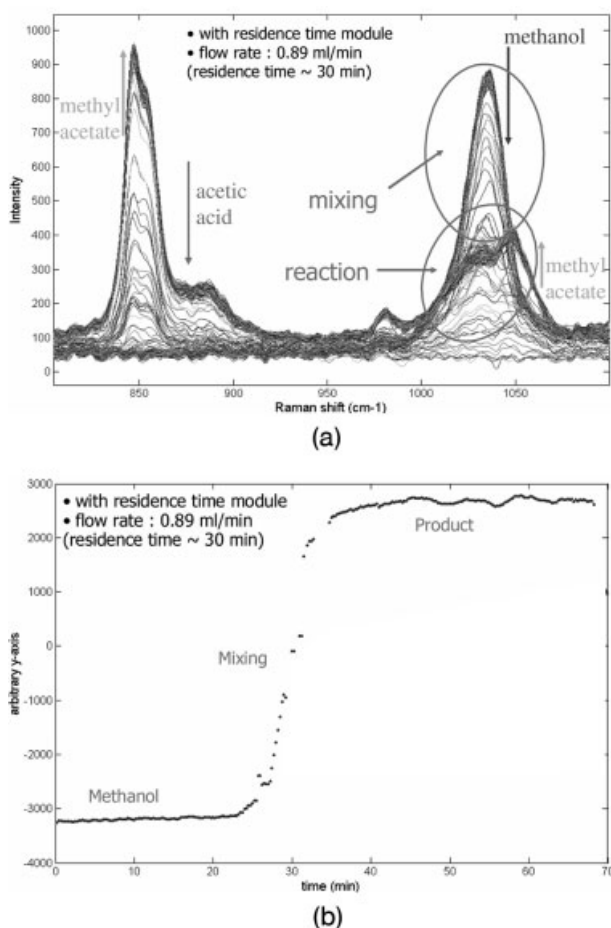 • with residence time module
• flow rate : 0.89 ml/min
(residence time ~ 30 min)
methanol
methyl
acetate
acetic
acid
mixing
reaction
methyl
acetate
Intensity
1000
900
800
700
600
500
400
300
200
100
0
850
900
950
1000
1050
Raman shift (cm-1)
(a)
• with residence time module
• flow rate : 0.89 ml/min
(residence time ~ 30 min)
Product
Mixing
Methanol
arbitrary y-axis
3000
2000
1000
0
-1000
-2000
-3000
-4000
0
10
20
30
40
50
60
70
time (min)
(b)